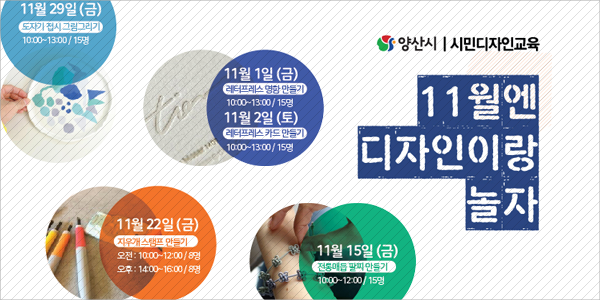 11월 29일 (금)
도자기 접시 그림그리기
10:00~13:00 / 15명
양산시 | 시민디자인교육
11월 1일 (금)
레터프레스 명함 만들기
10:00~13:00 / 15명
11월 2일 (토)
레터프레스 카드 만들기
10:00~13:00 / 15명
11월엔
디자인이랑
놀자
11월 22일 (금)
지우개 스탬프 만들기
오전 : 10:00~12:00 / 8명
오후 : 14:00~16:00 / 8명
11월 15일 (금)
전통매듭 팔찌 만들기
10:00~12:00 / 15명